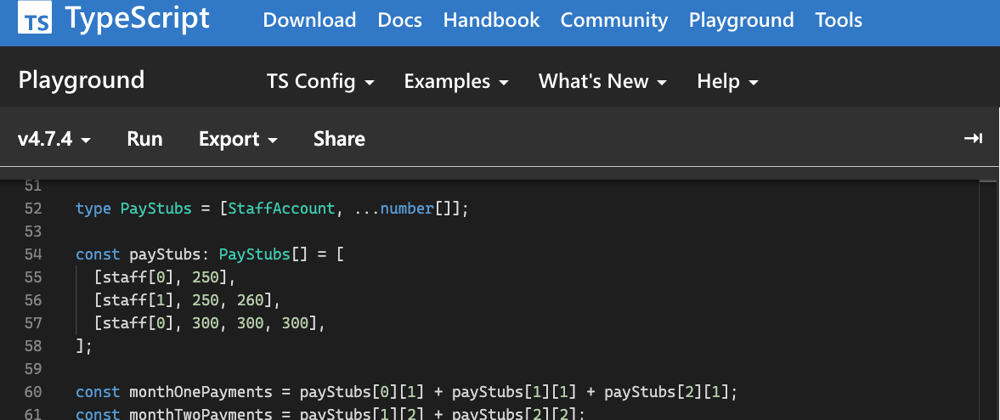 TS TypeScript Download Docs Handbook Community Playground Tools
Playground TS Config Examples What's New Help
v4.7.4 Run Export Share
51
52 type PayStubs = [StaffAccount, ...number[]];
53
54 const payStubs: PayStubs[] = [
55 [staff[0], 250],
56 [staff[1], 250, 260],
57 [staff[0], 300, 300, 300],
58 ];
59
60 const monthOnePayments = payStubs[0][1] + payStubs[1][1] + payStubs[2][1];
61 const monthTwoPayments = payStubs[1][2] + payStubs[2][2];